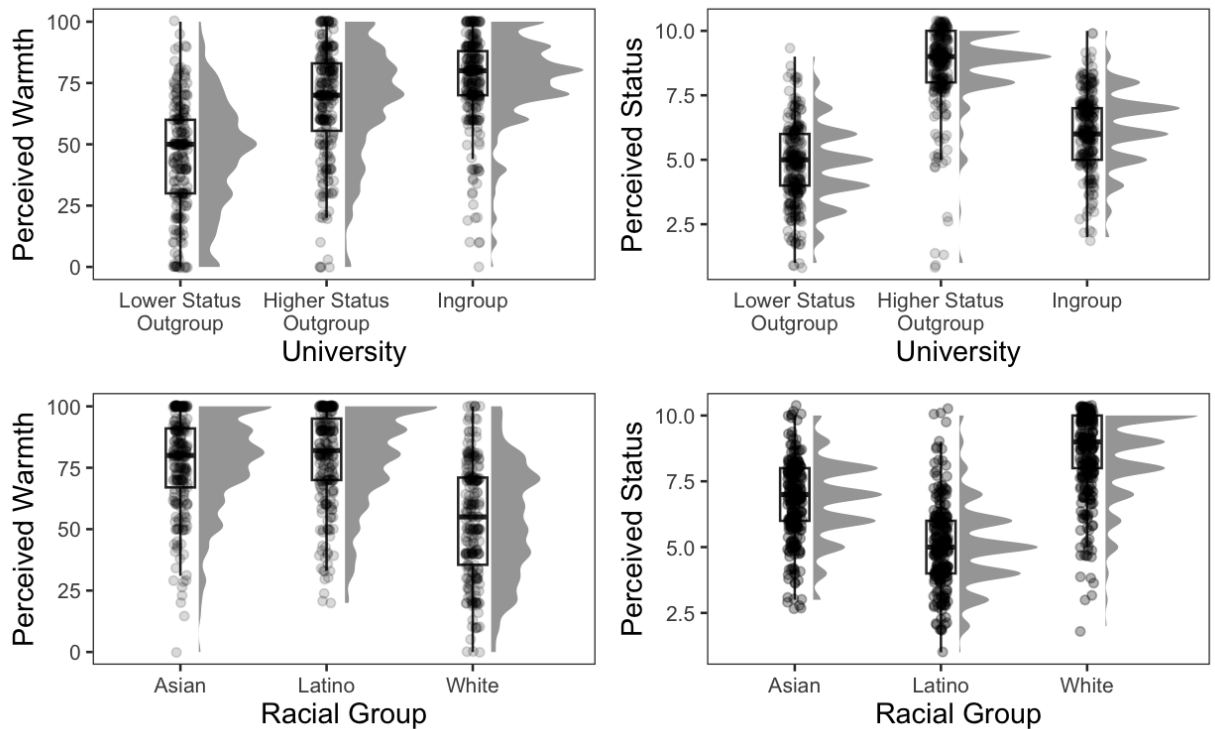 Perceived Warmth
100
75
50
25
0
Lower Status
Outgroup
Higher Status
Outgroup
Ingroup
University
Perceived Status
10.0
7.5
5.0
2.5
Lower Status
Outgroup
Higher Status
Outgroup
Ingroup
University
Perceived Warmth
100
75
50
25
0
Asian
Latino
White
Racial Group
Perceived Status
10.0
7.5
5.0
2.5
Asian
Latino
White
Racial Group